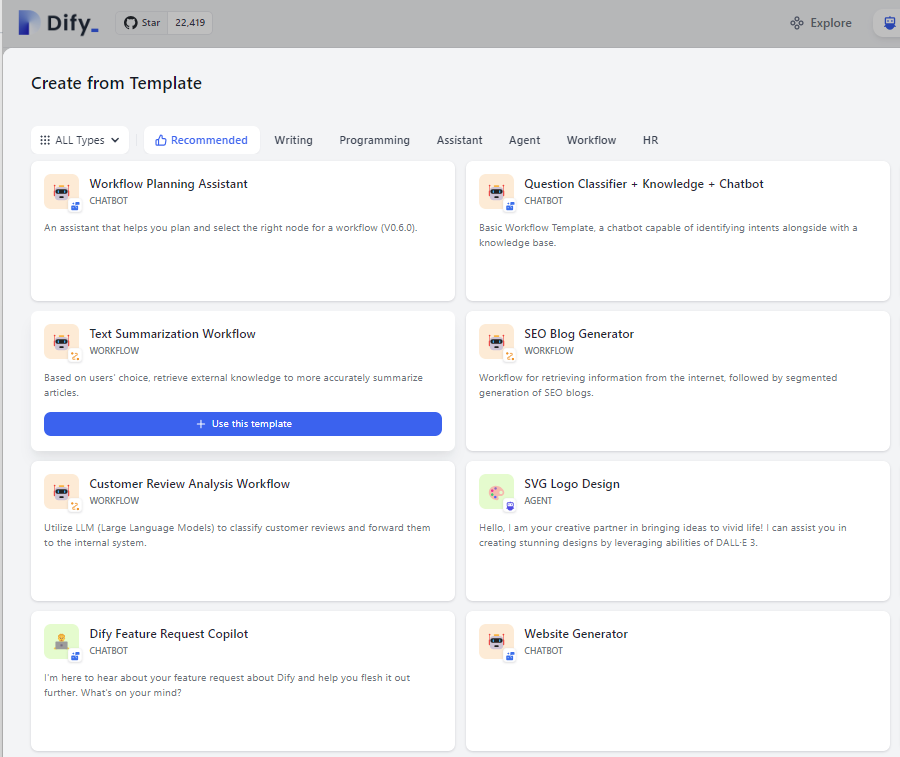 Dify_
Star 22,419
Explore
Create from Template
ALL Types
Recommended
Writing
Programming
Assistant
Agent
Workflow
HR
Workflow Planning Assistant
CHATBOT
An assistant that helps you plan and select the right node for a workflow (V0.6.0).
Question Classifier + Knowledge + Chatbot
CHATBOT
Basic Workflow Template, a chatbot capable of identifying intents alongside with a
knowledge base.
Text Summarization Workflow
WORKFLOW
Based on users' choice, retrieve external knowledge to more accurately summarize
articles.
+ Use this template
SEO Blog Generator
WORKFLOW
Workflow for retrieving information from the internet, followed by segmented
generation of SEO blogs.
Customer Review Analysis Workflow
WORKFLOW
Utilize LLM (Large Language Models) to classify customer reviews and forward them
to the internal system.
SVG Logo Design
AGENT
Hello, I am your creative partner in bringing ideas to vivid life! I can assist you in
creating stunning designs by leveraging abilities of DALL·E 3.
Dify Feature Request Copilot
CHATBOT
I'm here to hear about your feature request about Dify and help you flesh it out
further. What's on your mind?
Website Generator
CHATBOT